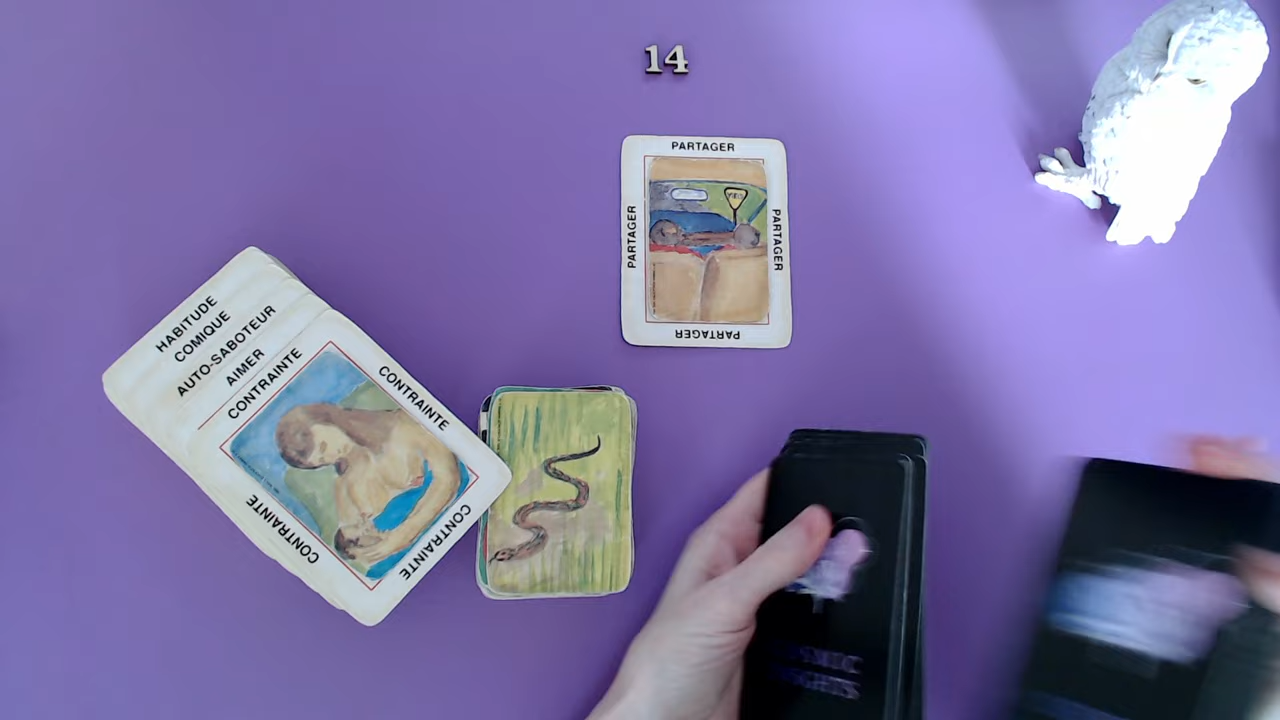 14
PARTAGER
PARTAGER
PARTAGER
PARTAGER
HABITUDE
COMIQUE
AUTO-SABOTEUR
AIMER
CONTRAINTE
CONTRAINTE
CONTRAINTE
CONTRAINTE